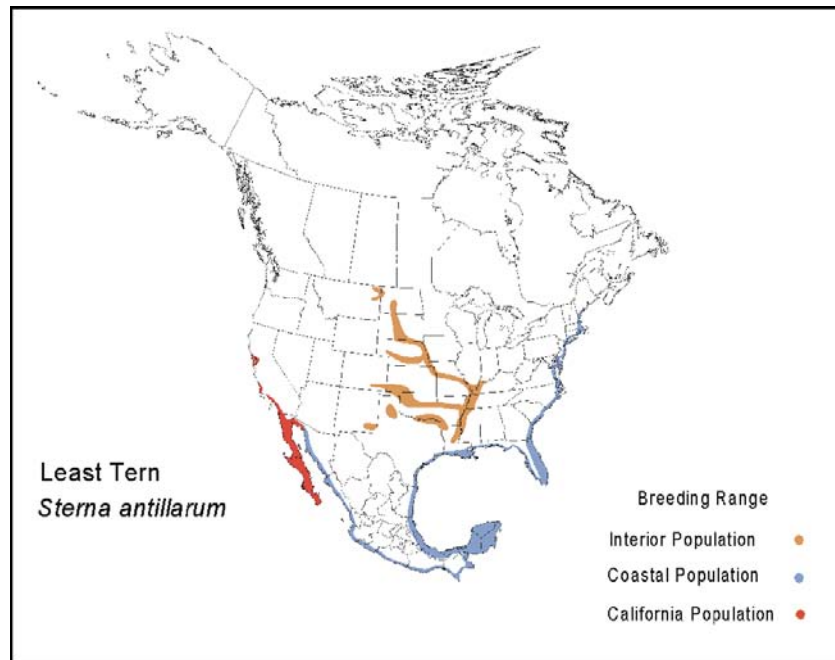 Least Tern
Sterna antillarum
Breeding Range
Interior Population
Coastal Population
California Population